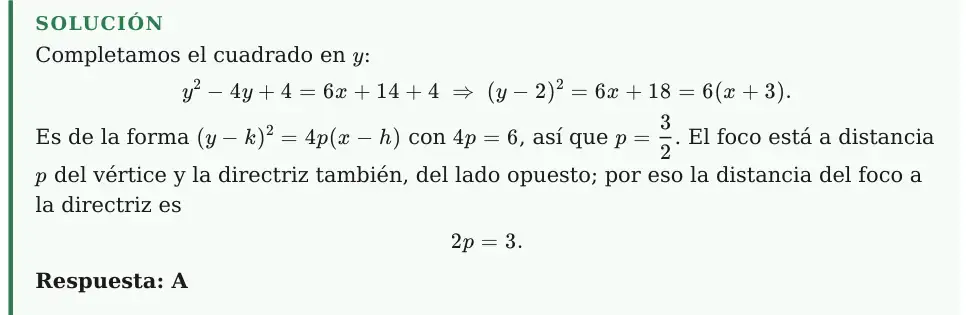 SOLUCIÓN
Completamos el cuadrado en y:
y² − 4y + 4 = 6x + 14 + 4 ⇒ (y − 2)² = 6x + 18 = 6(x + 3).
Es de la forma (y − k)² = 4p(x − h) con 4p = 6, así que p = 3/2. El foco está a distancia
p del vértice y la directriz también, del lado opuesto; por eso la distancia del foco a
la directriz es
2p = 3.
Respuesta: A